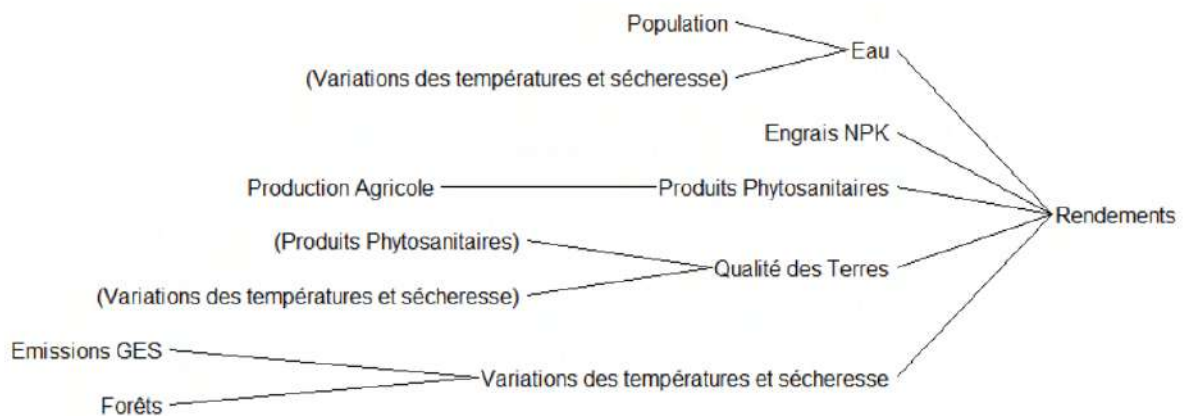 Population
Eau
(Variations des températures et sécheresse)
Engrais NPK
Production Agricole
Produits Phytosanitaires
Rendements
(Produits Phytosanitaires)
Qualité des Terres
(Variations des températures et sécheresse)
Emissions GES
Variations des températures et sécheresse
Forêts